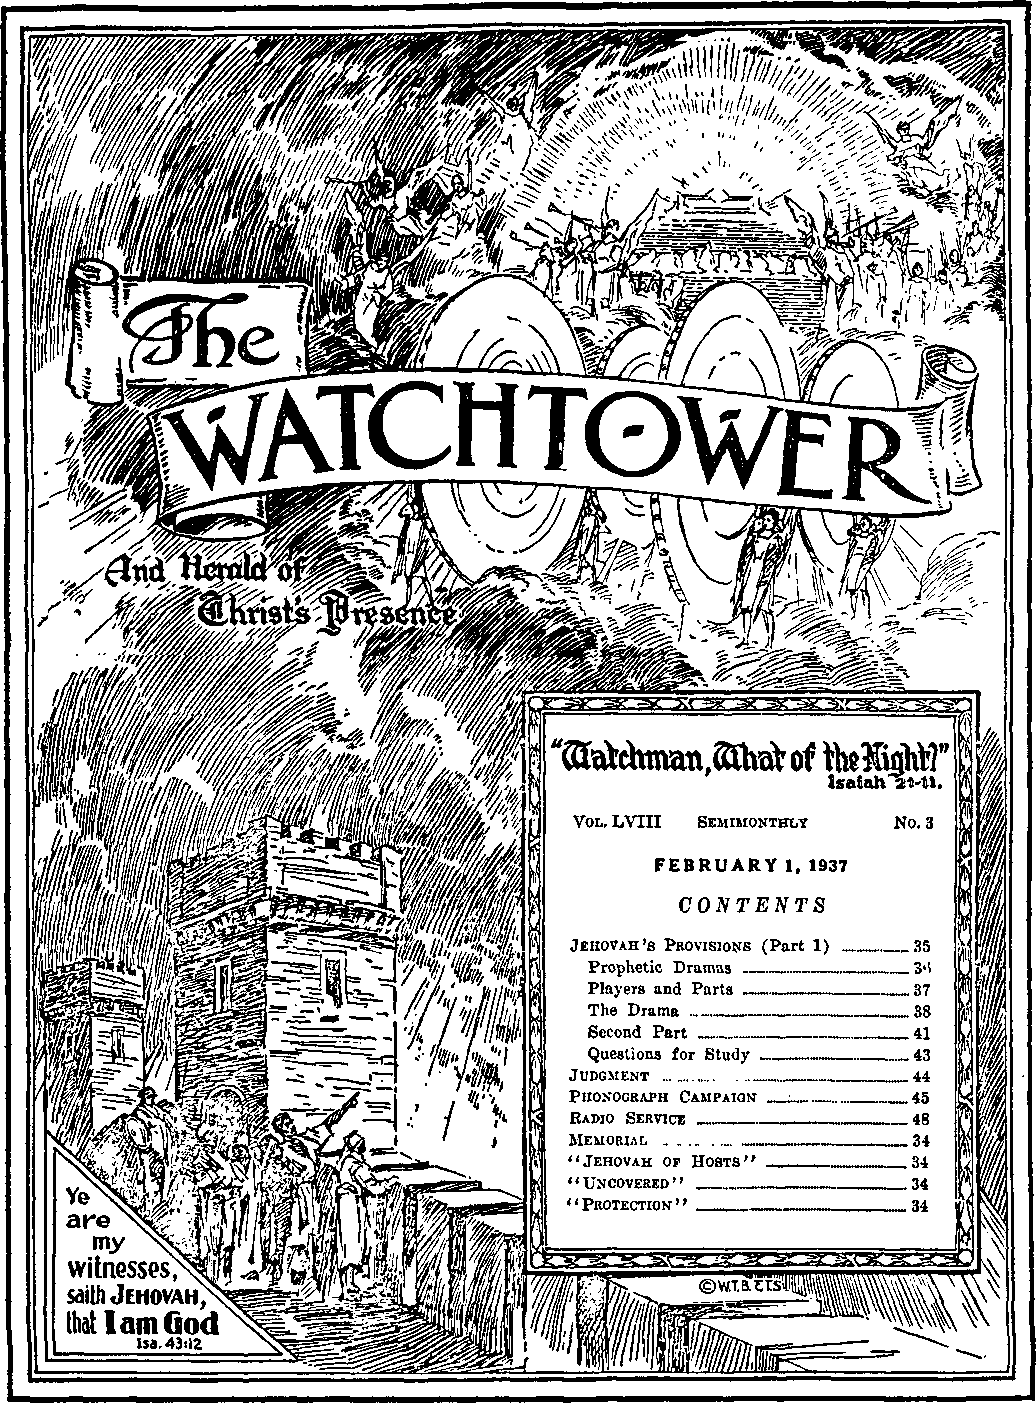 The
WATCHTOWER
And Herald of
Christ's Presence
"Watchman, What of the Night?"
Isaiah 21-11.
VOL. LVIII SEMIMONTHLY No. 3
FEBRUARY 1, 1937
CONTENTS
JEHOVAH'S PROVISIONS (Part 1) 35
Prophetic Dramas
Players and Parts 37
The Drama 38
Second Part 41
Questions for Study 43
JUDGMENT 44
PHONOGRAPH CAMPAIGN 45
RADIO SERVICE 48
MEMORIAL 34
"JEHOVAH OF HOSTS" 34
"UNCOVERED" 34
"PROTECTION" 34
©W.T.B.&T.S.
Ye
are
my
witnesses,
saith JEHOVAH,
that I am God
Isa. 43:12